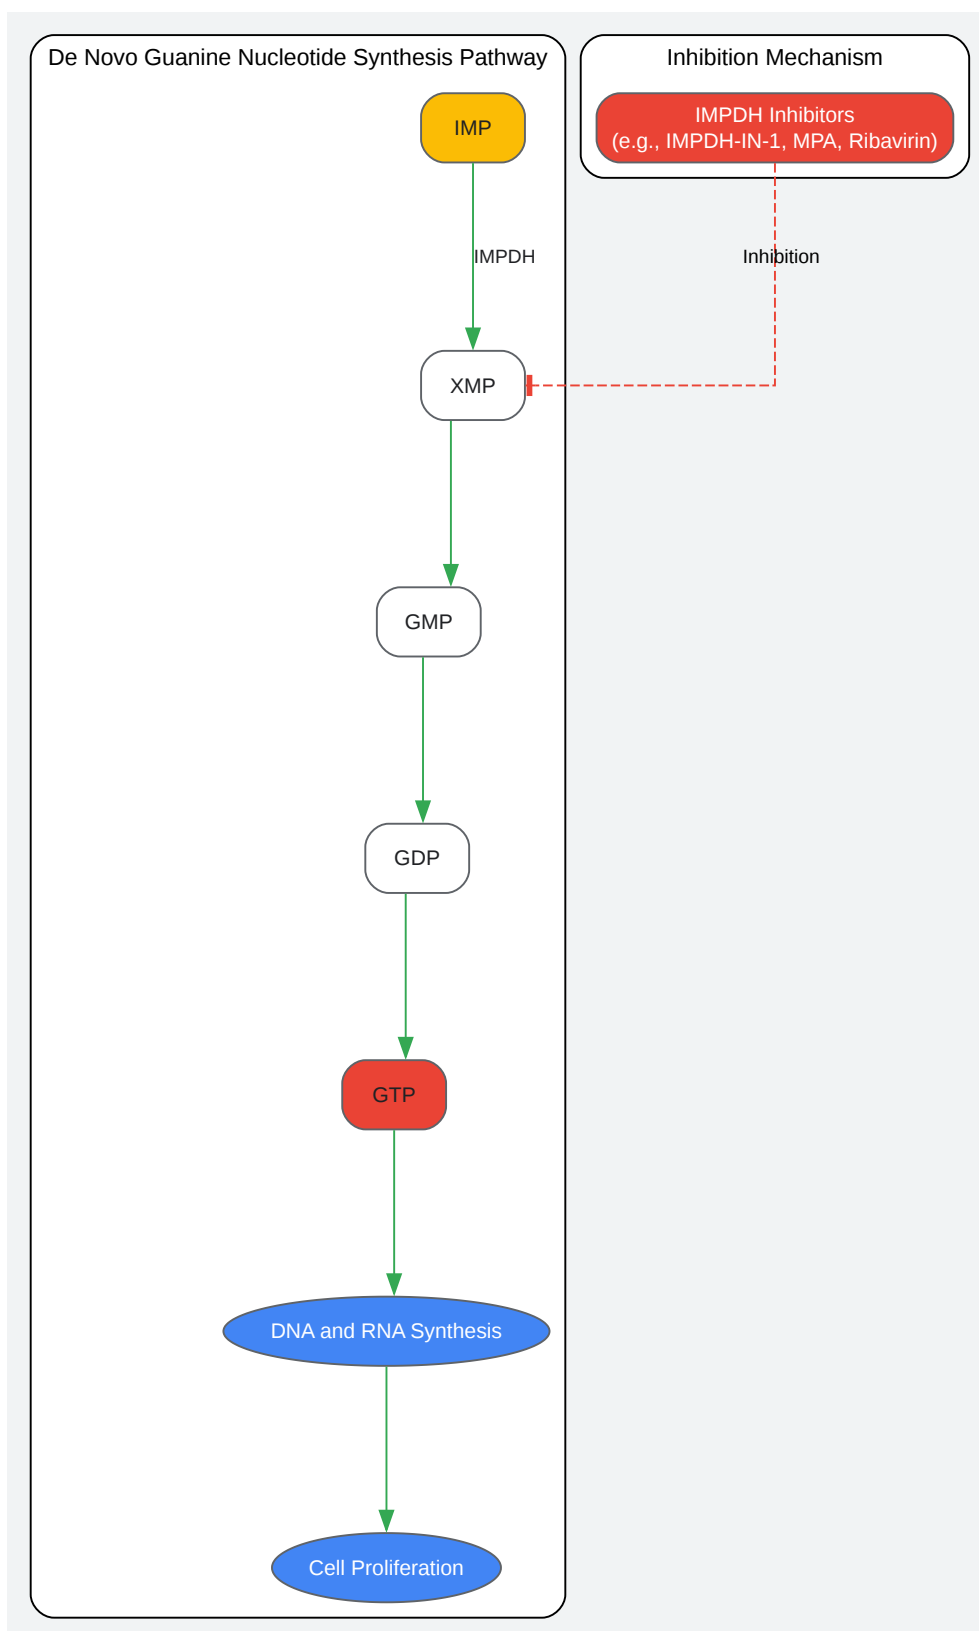 De Novo Guanine Nucleotide Synthesis Pathway
IMP
IMPDH
XMP
GMP
GDP
GTP
DNA and RNA Synthesis
Cell Proliferation
Inhibition Mechanism
IMPDH Inhibitors
(e.g., IMPDH-IN-1, MPA, Ribavirin)
Inhibition